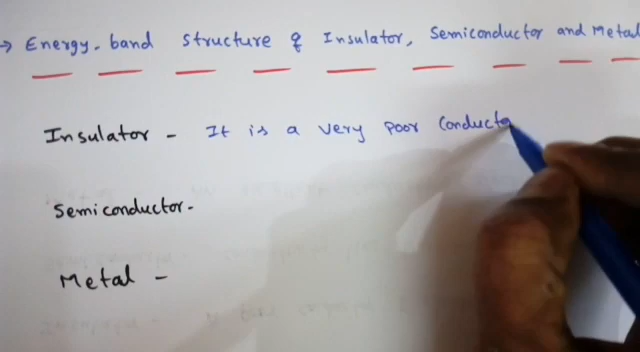 → Energy-band structure of Insulator, Semiconductor and Metal
Insulator - It is a very poor conducto
Semiconductor-
Metal -